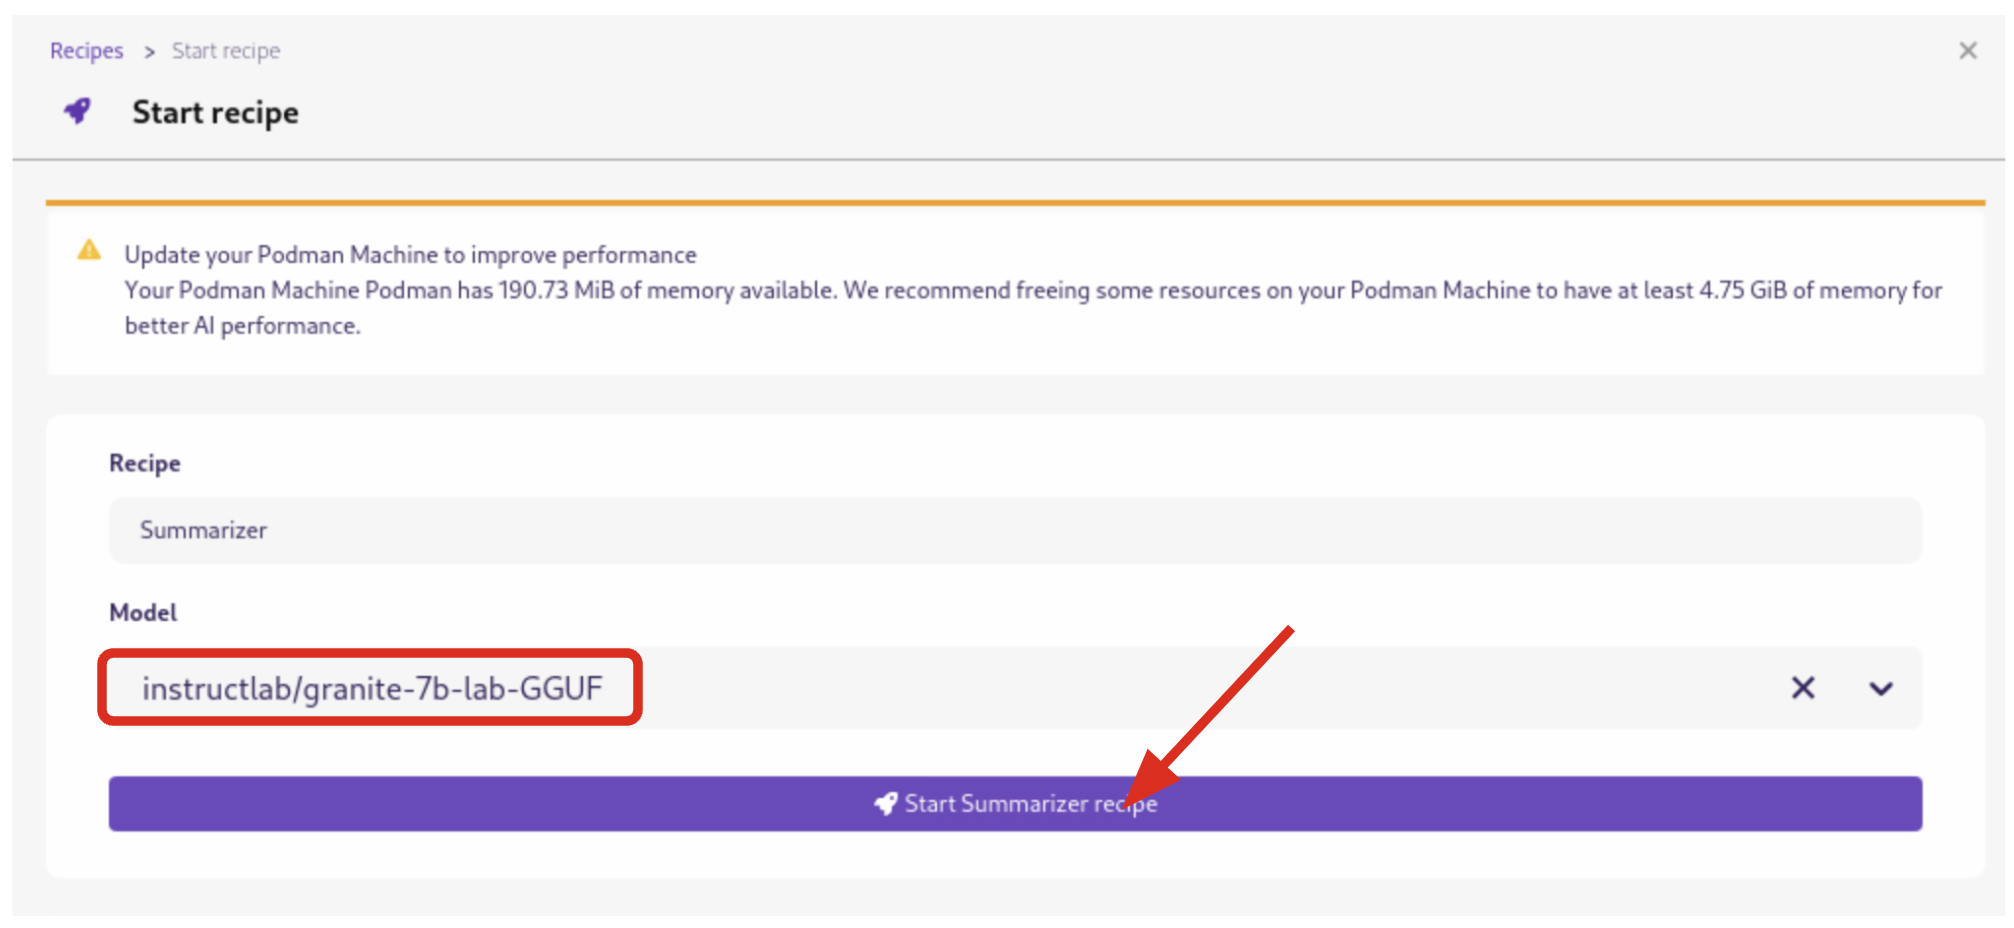 Recipes > Start recipe
Start recipe
Update your Podman Machine to improve performance
Your Podman Machine Podman has 190.73 MiB of memory available. We recommend freeing some resources on your Podman Machine to have at least 4.75 GiB of memory for
better AI performance.
Recipe
Summarizer
Model
instructlab/granite-7b-lab-GGUF
Start Summarizer recipe